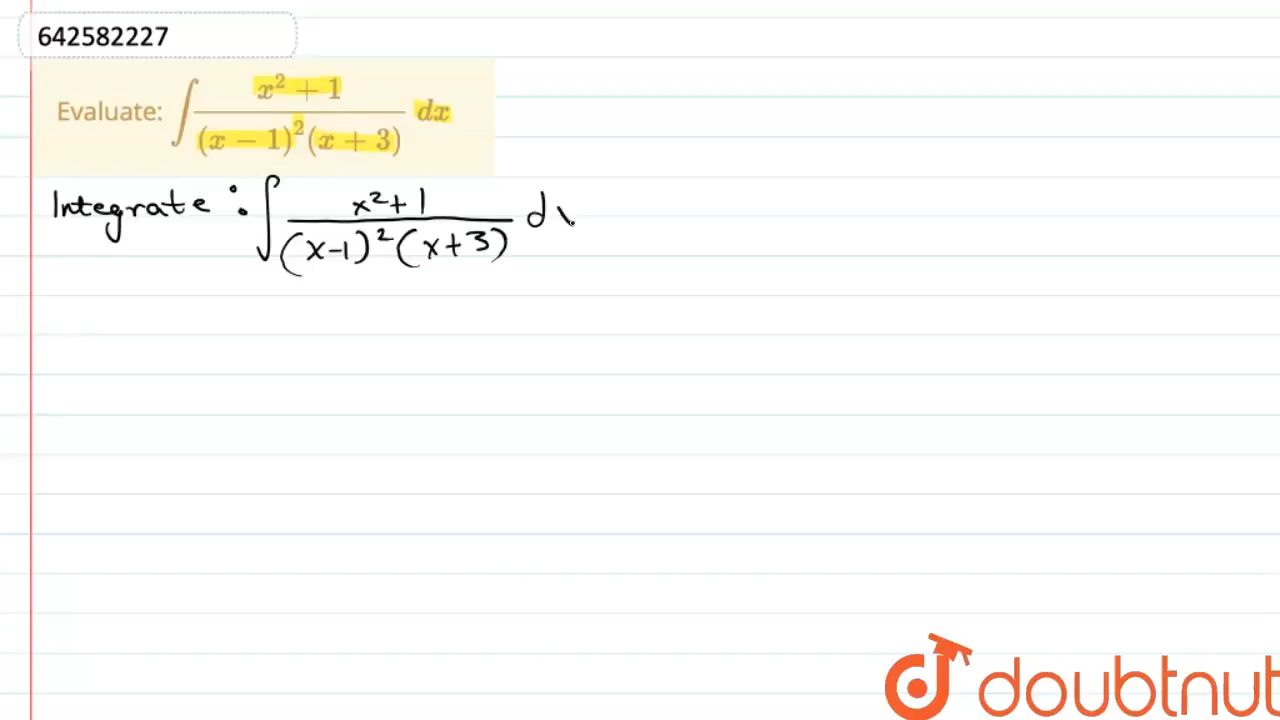 642582227
Evaluate: ∫ (x² + 1)/((x − 1)²(x + 3)) dx
Integrate : ∫ (x²+1)/((x-1)²(x+3)) d
doubtnut